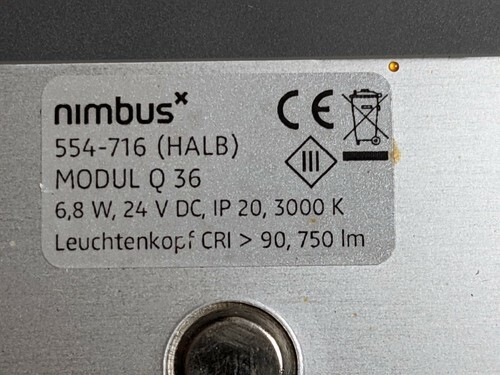 nimbusx
CE
554-716 (HALB)
III
MODUL Q 36
6,8 W, 24 V DC, IP 20, 3000 K
Leuchtenkopf CRI > 90, 750 lm